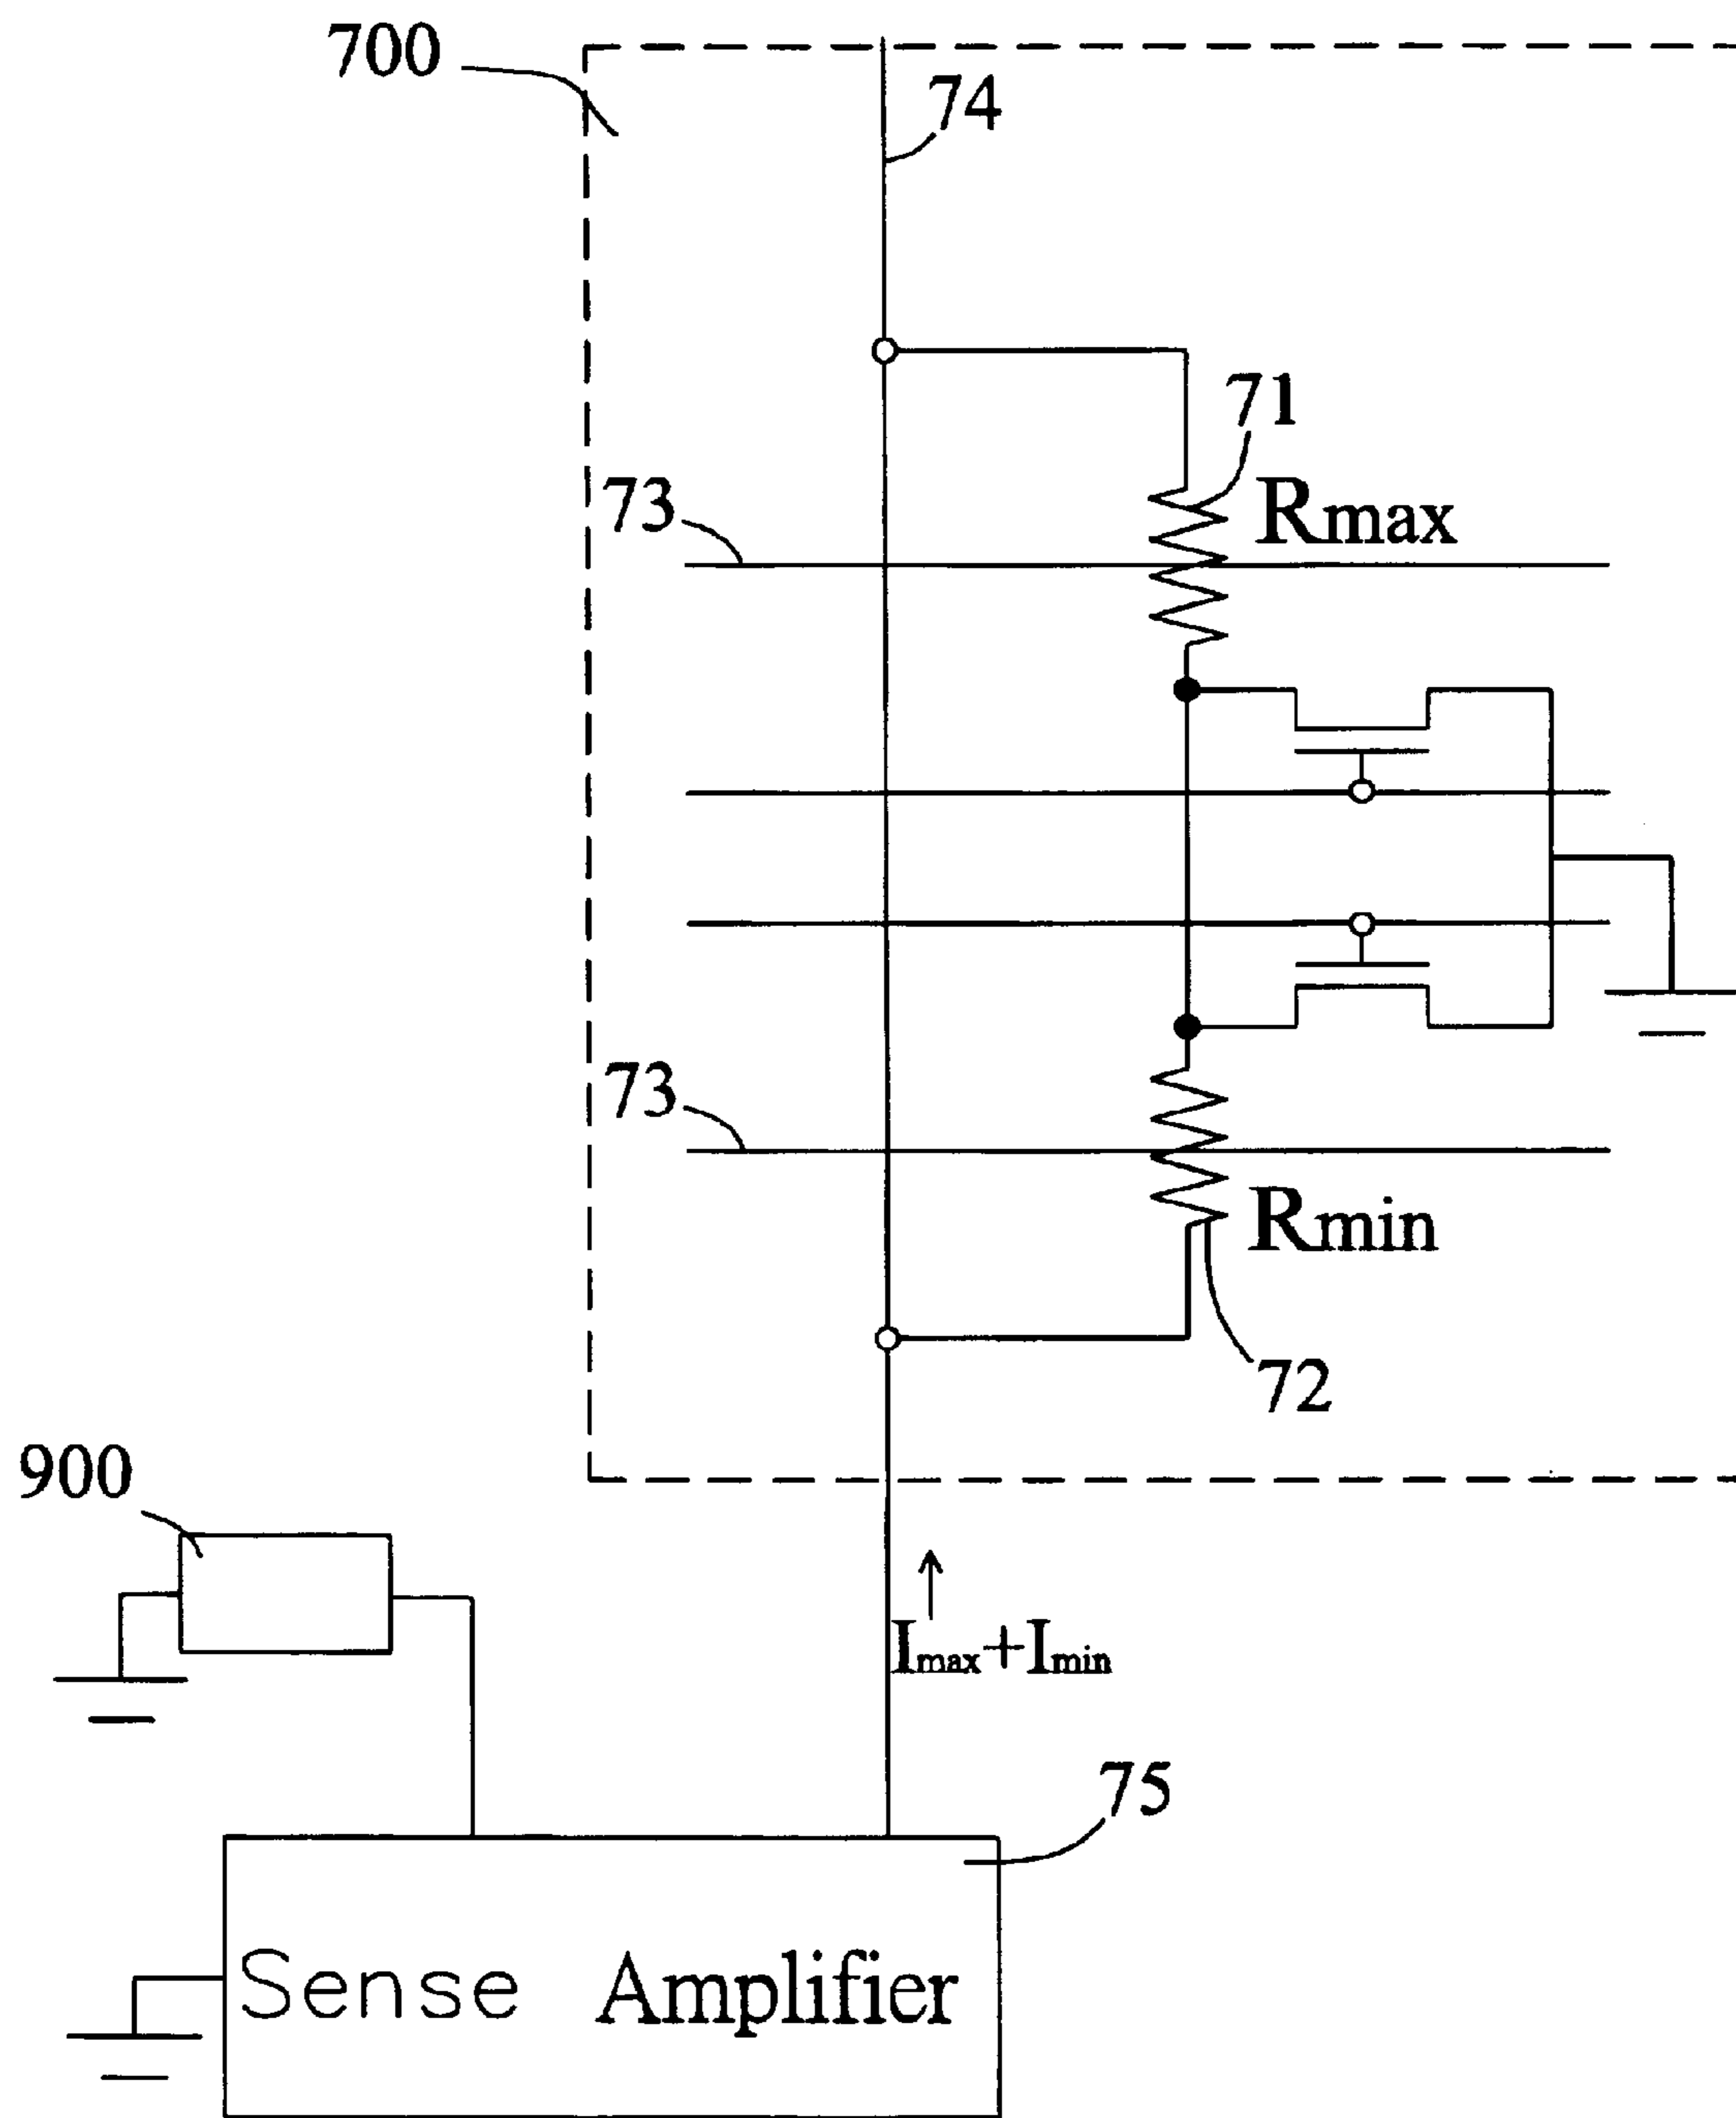 700
74
71
73
Rmax
73
Rmin
72
900
Imax+Imin
75
Sense Amplifier